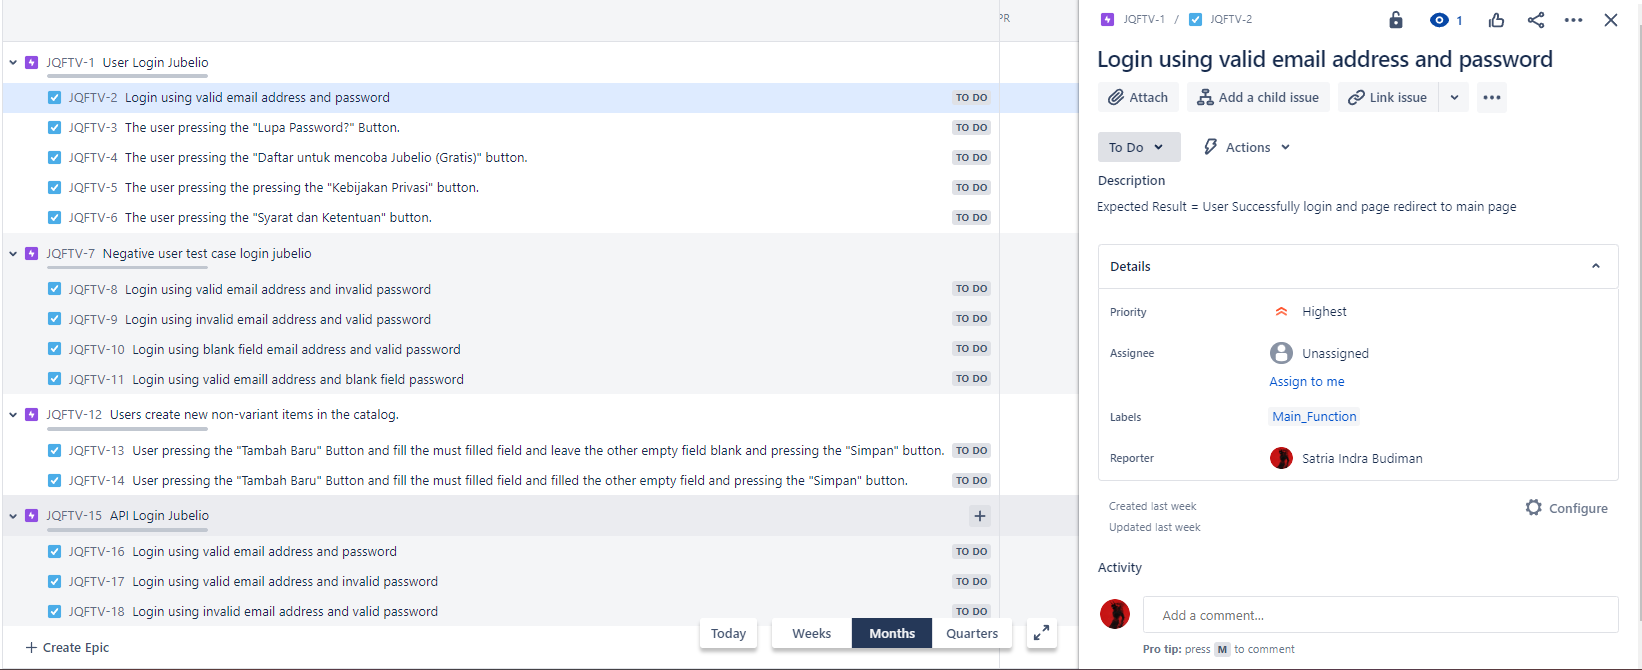 PR
JQFTV-1 User Login Jubelio
JQFTV-2 Login using valid email address and password TO DO
JQFTV-3 The user pressing the "Lupa Password?" Button. TO DO
JQFTV-4 The user pressing the "Daftar untuk mencoba Jubelio (Gratis)" button. TO DO
JQFTV-5 The user pressing the pressing the "Kebijakan Privasi" button. TO DO
JQFTV-6 The user pressing the "Syarat dan Ketentuan" button. TO DO
JQFTV-7 Negative user test case login jubelio
JQFTV-8 Login using valid email address and invalid password TO DO
JQFTV-9 Login using invalid email address and valid password TO DO
JQFTV-10 Login using blank field email address and valid password TO DO
JQFTV-11 Login using valid emaill address and blank field password TO DO
JQFTV-12 Users create new non-variant items in the catalog.
JQFTV-13 User pressing the "Tambah Baru" Button and fill the must filled field and leave the other empty field blank and pressing the "Simpan" button. TO DO
JQFTV-14 User pressing the "Tambah Baru" Button and fill the must filled field and filled the other empty field and pressing the "Simpan" button. TO DO
JQFTV-15 API Login Jubelio +
JQFTV-16 Login using valid email address and password TO DO
JQFTV-17 Login using valid email address and invalid password TO DO
JQFTV-18 Login using invalid email address and valid password TO DO
Today Weeks Months Quarters
+ Create Epic
JQFTV-1 / JQFTV-2 1
Login using valid email address and password
Attach Add a child issue Link issue
To Do Actions
Description
Expected Result = User Successfully login and page redirect to main page
Details
Priority Highest
Assignee Unassigned
Assign to me
Labels Main_Function
Reporter Satria Indra Budiman
Created last week
Updated last week
Configure
Activity
Add a comment...
Pro tip: press M to comment